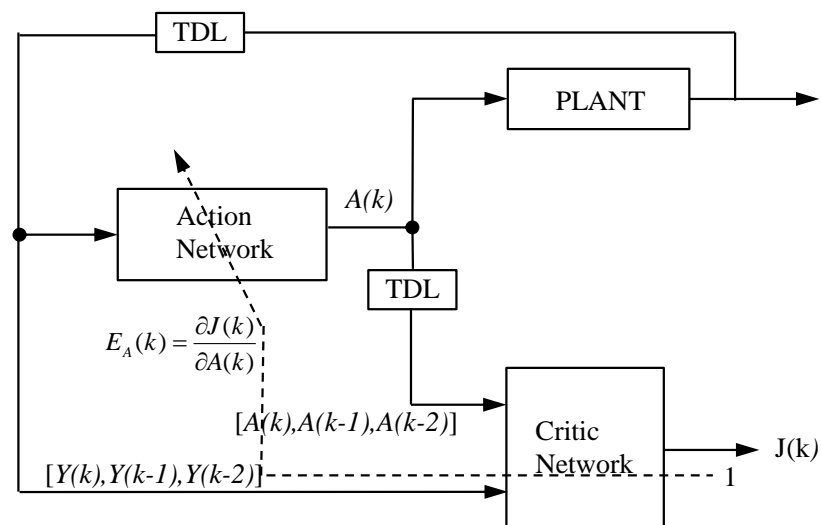 TDL
PLANT
A(k)
Action
Network
TDL
E_A(k) = ∂J(k)/∂A(k)
[A(k),A(k-1),A(k-2)]
Critic
Network
J(k)
[Y(k),Y(k-1),Y(k-2)]
1